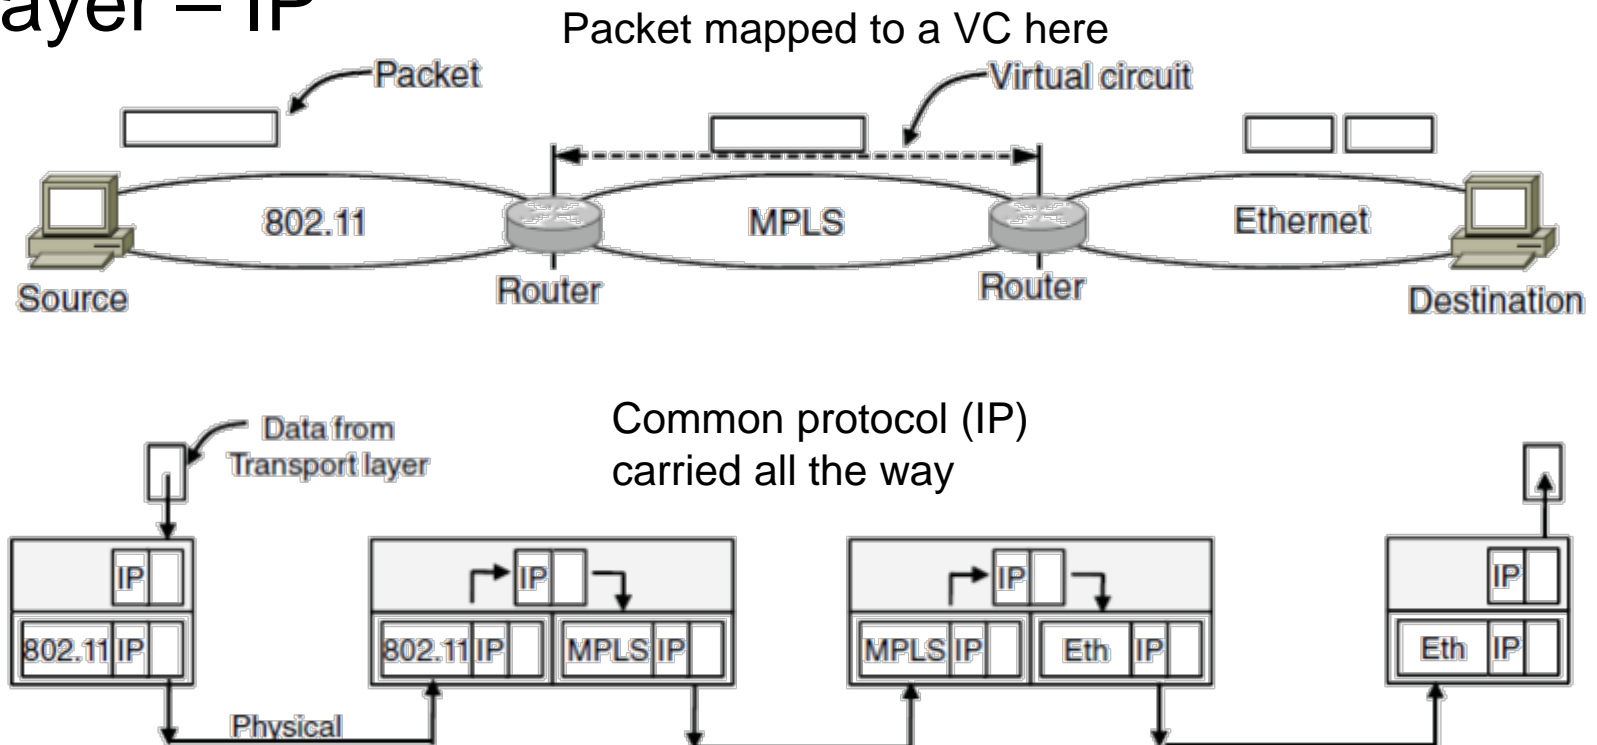 ayer – IP
Packet mapped to a VC here
Packet
Virtual circuit
802.11
MPLS
Ethernet
Source
Router
Router
Destination
Data from
Transport layer
Common protocol (IP)
carried all the way
IP
IP
IP
IP
802.11 IP
802.11 IP
MPLS IP
MPLS IP
Eth IP
Eth IP
Physical